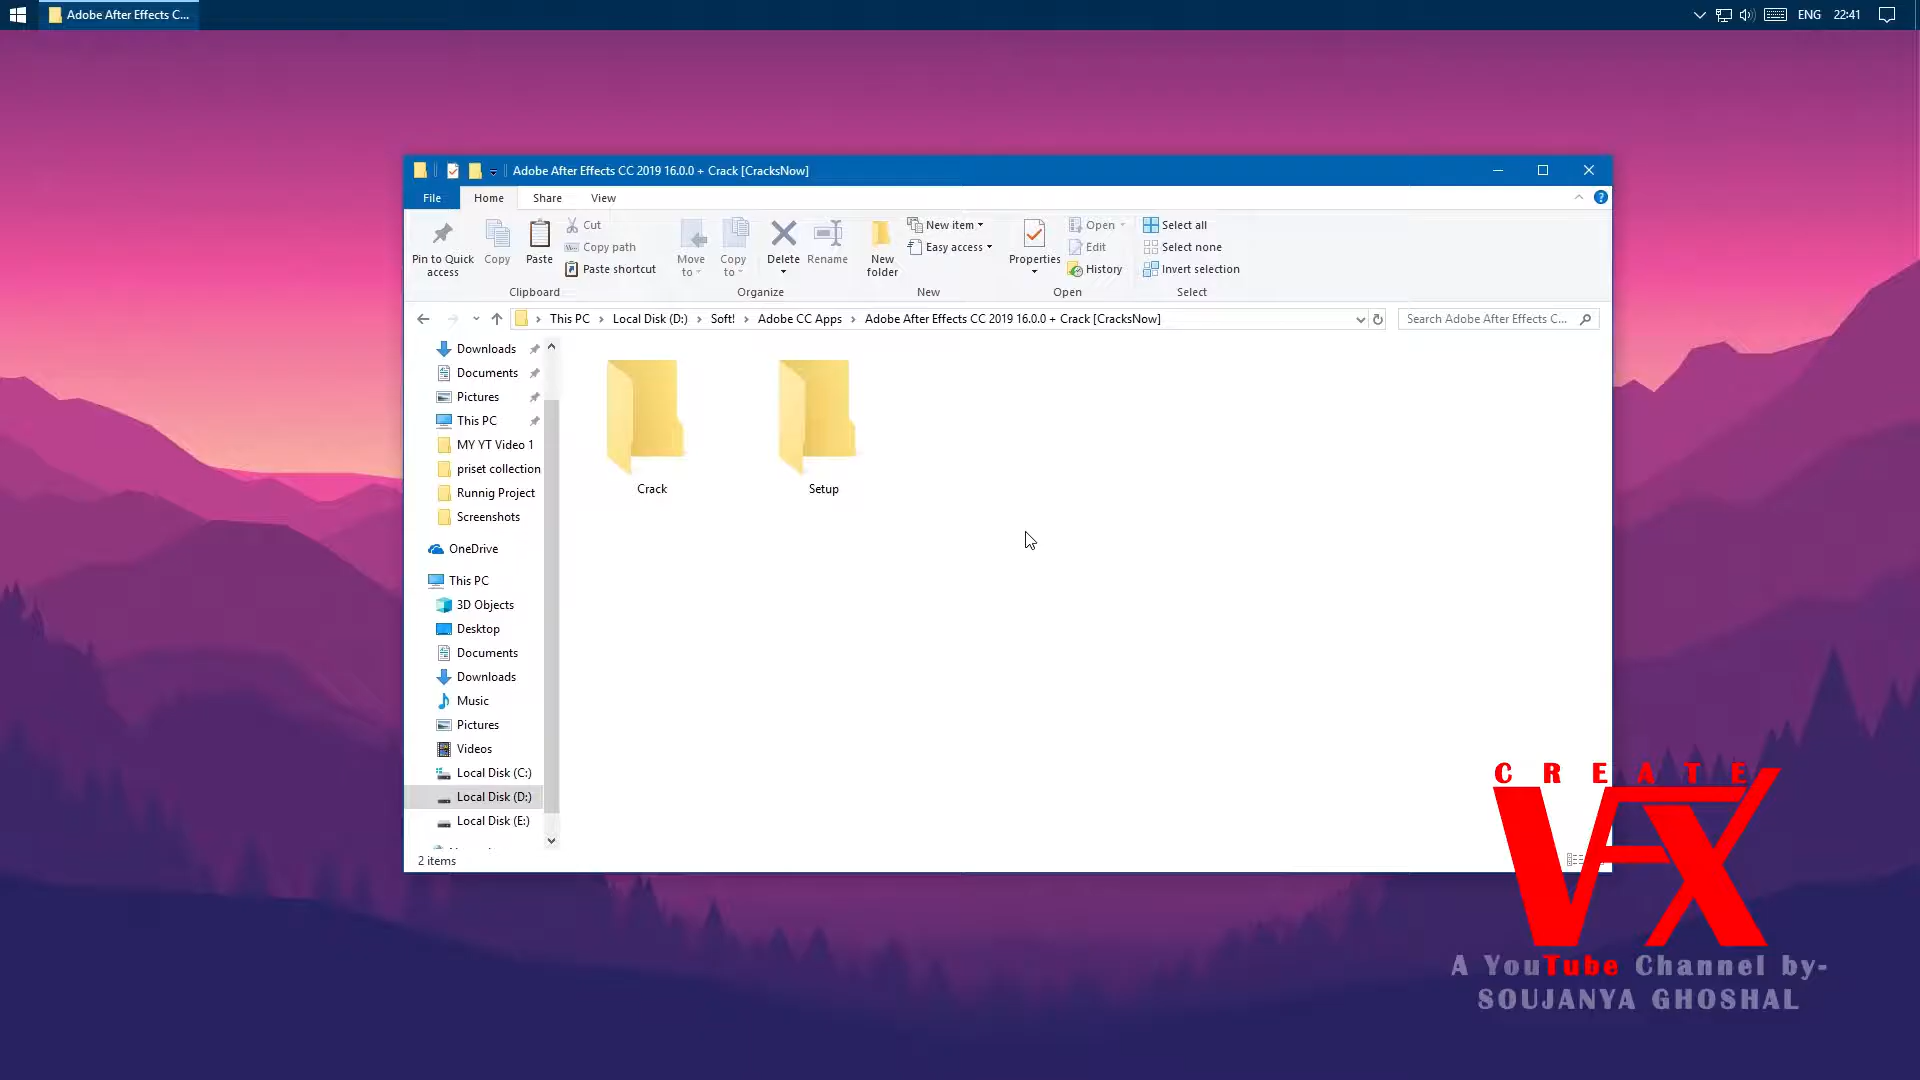 Adobe After Effects C...
ENG 22:41
Adobe After Effects CC 2019 16.0.0 + Crack [CracksNow]
File Home Share View
Pin to Quick access
Copy
Paste
Cut
Copy path
Paste shortcut
Clipboard
Move to
Copy to
Delete
Rename
Organize
New folder
New item
Easy access
New
Properties
Open
Edit
History
Open
Select all
Select none
Invert selection
Select
This PC Local Disk (D:) Soft! Adobe CC Apps Adobe After Effects CC 2019 16.0.0 + Crack [CracksNow]
Search Adobe After Effects C...
Downloads
Documents
Pictures
This PC
MY YT Video 1
priset collection
Runnig Project
Screenshots
OneDrive
This PC
3D Objects
Desktop
Documents
Downloads
Music
Pictures
Videos
Local Disk (C:)
Local Disk (D:)
Local Disk (E:)
Crack
Setup
2 items
CREATE
VFX
A YouTube Channel by-
SOUJANYA GHOSHAL